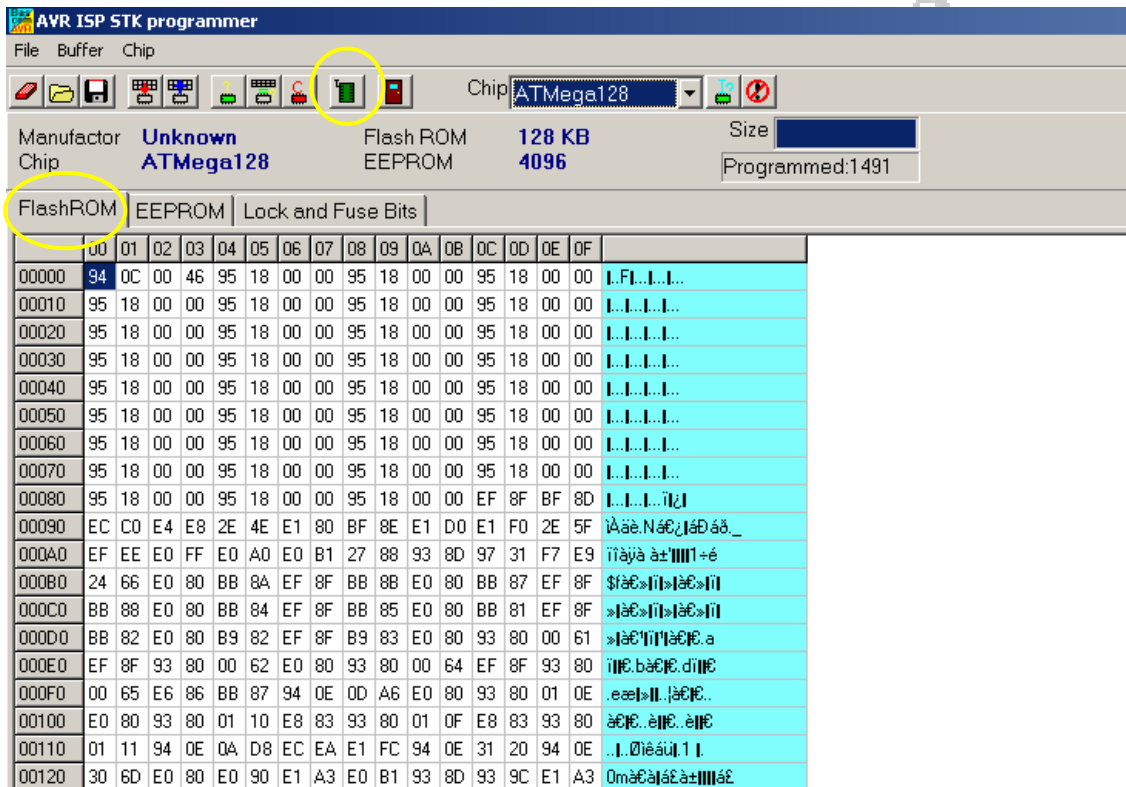 AVR ISP STK programmer
File Buffer Chip
Chip ATMega128
Manufactor Unknown Flash ROM 128 KB Size
Chip ATMega128 EEPROM 4096 Programmed:1491
FlashROM EEPROM Lock and Fuse Bits
00 01 02 03 04 05 06 07 08 09 0A 0B 0C 0D 0E 0F
00000 94 0C 00 46 95 18 00 00 95 18 00 00 95 18 00 00
00010 95 18 00 00 95 18 00 00 95 18 00 00 95 18 00 00
00020 95 18 00 00 95 18 00 00 95 18 00 00 95 18 00 00
00030 95 18 00 00 95 18 00 00 95 18 00 00 95 18 00 00
00040 95 18 00 00 95 18 00 00 95 18 00 00 95 18 00 00
00050 95 18 00 00 95 18 00 00 95 18 00 00 95 18 00 00
00060 95 18 00 00 95 18 00 00 95 18 00 00 95 18 00 00
00070 95 18 00 00 95 18 00 00 95 18 00 00 95 18 00 00
00080 95 18 00 00 95 18 00 00 95 18 00 00 EF 8F BF 8D
00090 EC C0 E4 E8 2E 4E E1 80 BF 8E E1 D0 E1 F0 2E 5F
000A0 EF EE E0 FF E0 A0 E0 B1 27 88 93 8D 97 31 F7 E9
000B0 24 66 E0 80 BB 8A EF 8F BB 8B E0 80 BB 87 EF 8F
000C0 BB 88 E0 80 BB 84 EF 8F BB 85 E0 80 BB 81 EF 8F
000D0 BB 82 E0 80 B9 82 EF 8F B9 83 E0 80 93 80 00 61
000E0 EF 8F 93 80 00 62 E0 80 93 80 00 64 EF 8F 93 80
000F0 00 65 E6 86 BB 87 94 0E 0D A6 E0 80 93 80 01 0E
00100 E0 80 93 80 01 10 E8 83 93 80 01 0F E8 83 93 80
00110 01 11 94 0E 0A D8 EC EA E1 FC 94 0E 31 20 94 0E
00120 30 6D E0 80 E0 90 E1 A3 E0 B1 93 8D 93 9C E1 A3